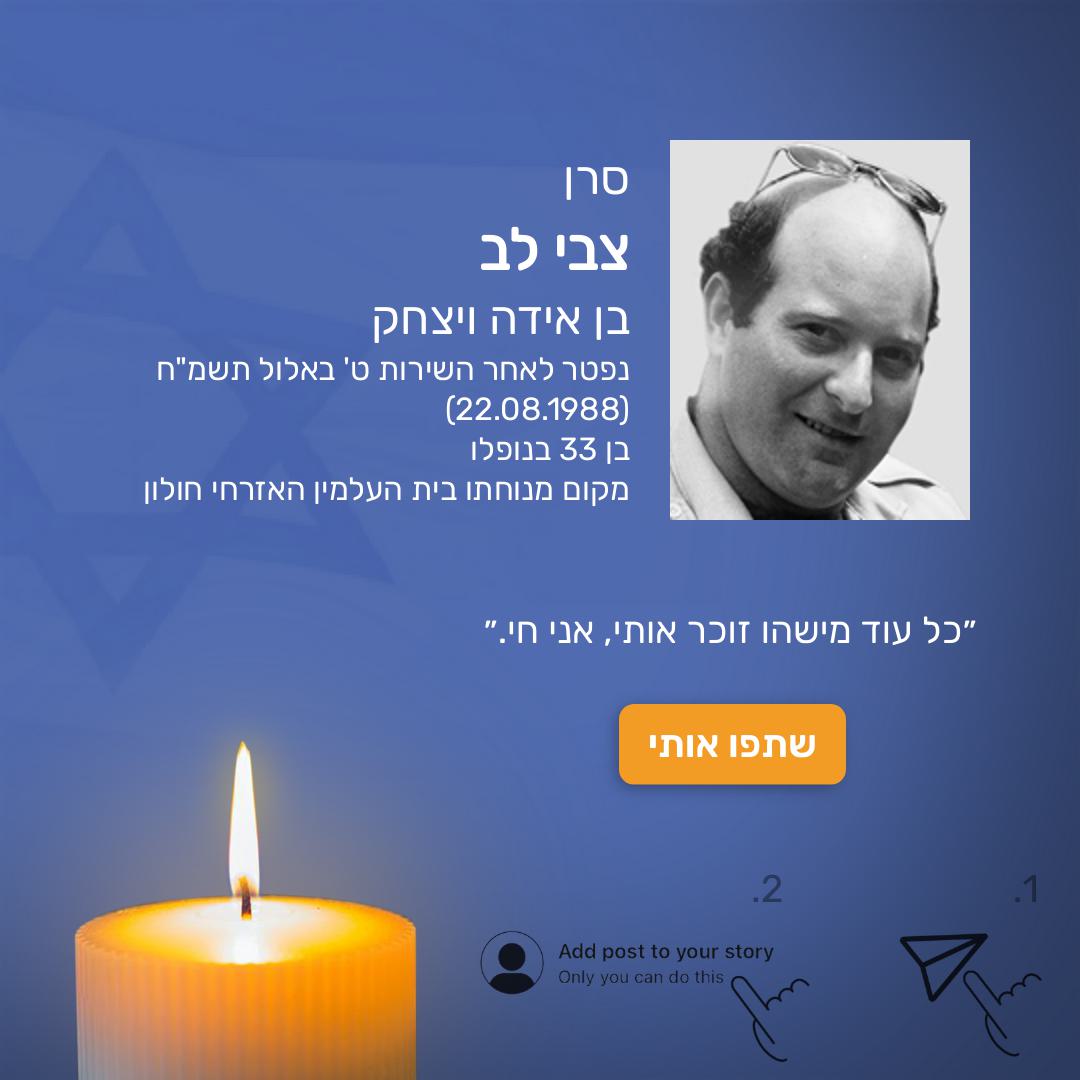 סרן
צבי לב
בן אידה ויצחק
נפטר לאחר השירות ט' באלול תשמ"ח
(22.08.1988)
בן 33 בנופלו
מקום מנוחתו בית העלמין האזרחי חולון
״כל עוד מישהו זוכר אותי, אני חי.״
שתפו אותי
1.
2.
Add post to your story
Only you can do this